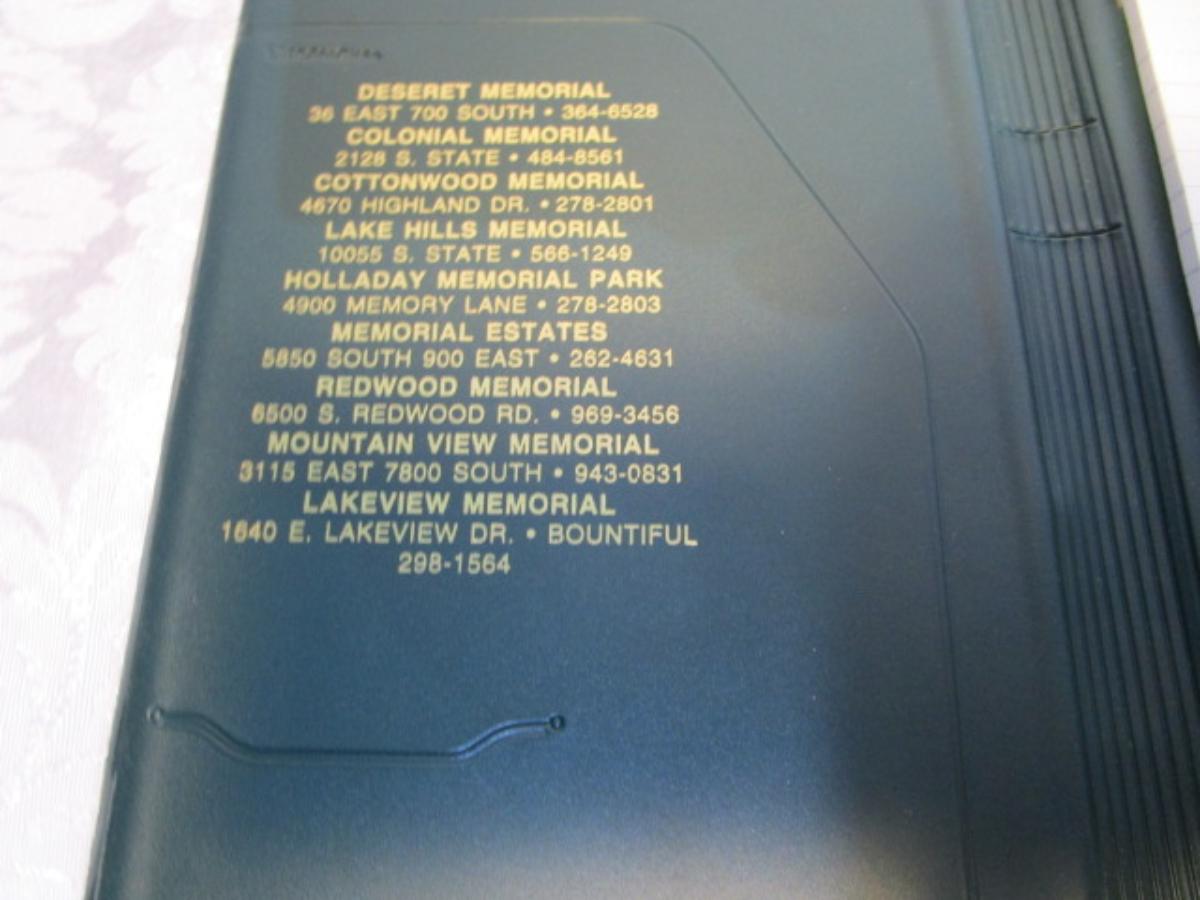 DESERET MEMORIAL
36 EAST 700 SOUTH • 364-6528
COLONIAL MEMORIAL
2128 S. STATE • 484-8561
COTTONWOOD MEMORIAL
4670 HIGHLAND DR. • 278-2801
LAKE HILLS MEMORIAL
10055 S. STATE • 566-1249
HOLLADAY MEMORIAL PARK
4900 MEMORY LANE • 278-2803
MEMORIAL ESTATES
5850 SOUTH 900 EAST • 262-4631
REDWOOD MEMORIAL
6500 S. REDWOOD RD. • 969-3456
MOUNTAIN VIEW MEMORIAL
3115 EAST 7800 SOUTH • 943-0831
LAKEVIEW MEMORIAL
1640 E. LAKEVIEW DR. • BOUNTIFUL
298-1564